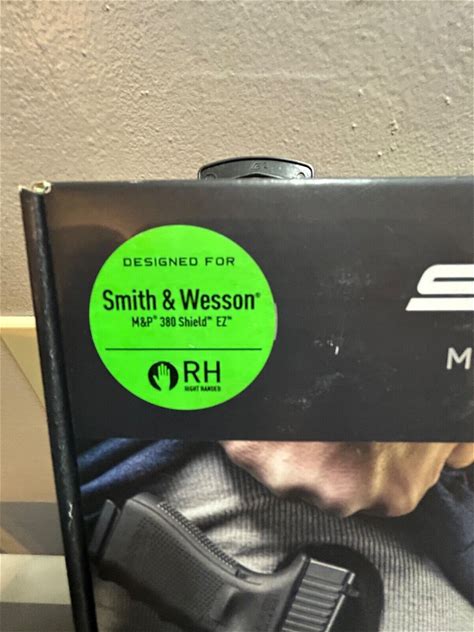 DESIGNED FOR
Smith & Wesson®
M&P® 380 Shield™ EZ™
RH
RIGHT HANDED
S
M